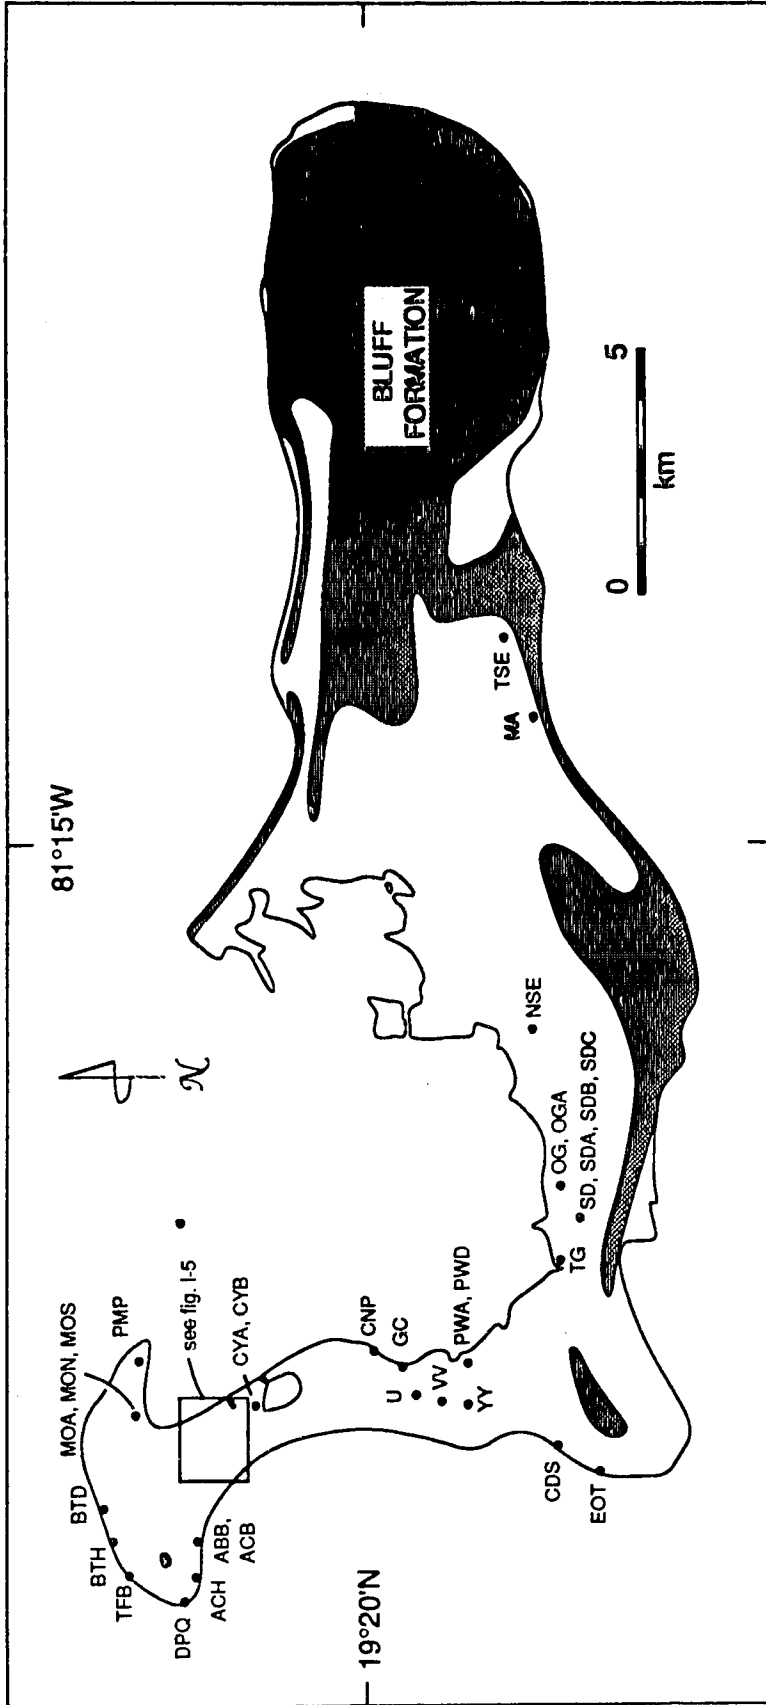 81°15'W
19°20'N
N
BLUFF
FORMATION
0
5
km
MOA, MON, MOS
PMP
see fig. I-5
CYA, CYB
BTD
BTH
TFB
DPQ
ACH
ABB,
ACB
CNP
GC
U
VV
YY
PWA, PWD
CDS
EOT
TG
OG, OGA
SD, SDA, SDB, SDC
NSE
MA
TSE